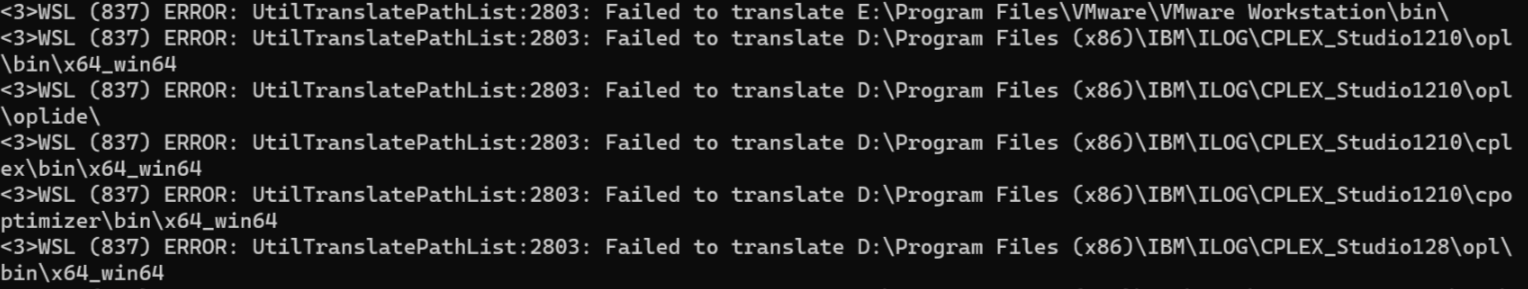 <3>WSL (837) ERROR: UtilTranslatePathList:2803: Failed to translate E:\Program Files\VMware\VMware Workstation\bin\
<3>WSL (837) ERROR: UtilTranslatePathList:2803: Failed to translate D:\Program Files (x86)\IBM\ILOG\CPLEX_Studio1210\opl
\bin\x64_win64
<3>WSL (837) ERROR: UtilTranslatePathList:2803: Failed to translate D:\Program Files (x86)\IBM\ILOG\CPLEX_Studio1210\opl
\oplide\
<3>WSL (837) ERROR: UtilTranslatePathList:2803: Failed to translate D:\Program Files (x86)\IBM\ILOG\CPLEX_Studio1210\cpl
ex\bin\x64_win64
<3>WSL (837) ERROR: UtilTranslatePathList:2803: Failed to translate D:\Program Files (x86)\IBM\ILOG\CPLEX_Studio1210\cpo
ptimizer\bin\x64_win64
<3>WSL (837) ERROR: UtilTranslatePathList:2803: Failed to translate D:\Program Files (x86)\IBM\ILOG\CPLEX_Studio128\opl\
bin\x64_win64